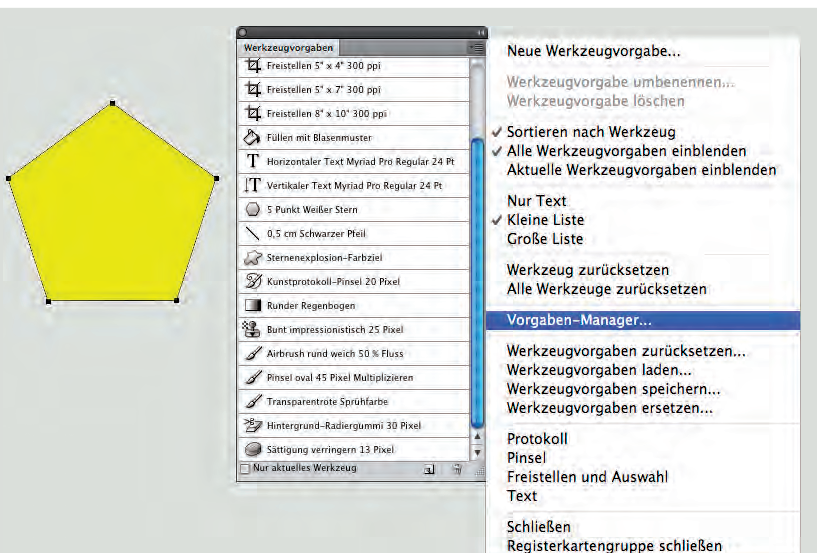 Werkzeugvorgaben
Freistellen 5" x 4" 300 ppi
Freistellen 5" x 7" 300 ppi
Freistellen 8" x 10" 300 ppi
Füllen mit Blasenmuster
Horizontaler Text Myriad Pro Regular 24 Pt
Vertikaler Text Myriad Pro Regular 24 Pt
5 Punkt Weißer Stern
0,5 cm Schwarzer Pfeil
Sternenexplosion-Farbziel
Kunstprotokoll-Pinsel 20 Pixel
Runder Regenbogen
Bunt impressionistisch 25 Pixel
Airbrush rund weich 50 % Fluss
Pinsel oval 45 Pixel Multiplizieren
Transparentrote Sprühfarbe
Hintergrund-Radiergummi 30 Pixel
Sättigung verringern 13 Pixel
Nur aktuelles Werkzeug
Neue Werkzeugvorgabe...
Werkzeugvorgabe umbenennen...
Werkzeugvorgabe löschen
✓ Sortieren nach Werkzeug
✓ Alle Werkzeugvorgaben einblenden
Aktuelle Werkzeugvorgaben einblenden
Nur Text
✓ Kleine Liste
Große Liste
Werkzeug zurücksetzen
Alle Werkzeuge zurücksetzen
Vorgaben-Manager...
Werkzeugvorgaben zurücksetzen...
Werkzeugvorgaben laden...
Werkzeugvorgaben speichern...
Werkzeugvorgaben ersetzen...
Protokoll
Pinsel
Freistellen und Auswahl
Text
Schließen
Registerkartengruppe schließen